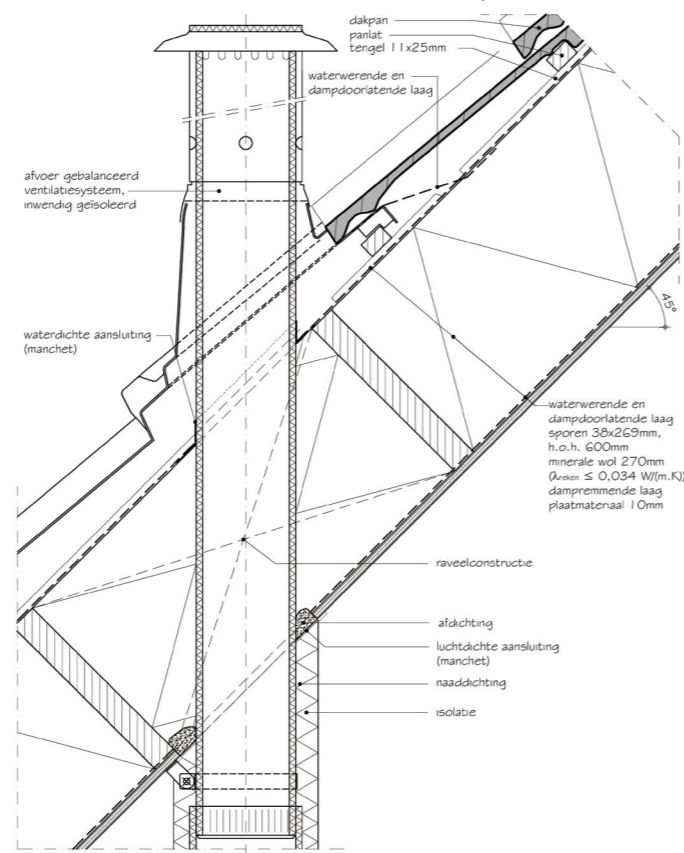 dakpan
panlat
tengel 11x25mm
waterwerende en
dampdoorlatende laag
afvoer gebalanceerd
ventilatiesysteem,
inwendig geïsoleerd
waterdichte aansluiting
(manchet)
45°
waterwerende en
dampdoorlatende laag
sporen 38x269mm,
h.o.h. 600mm
minerale wol 270mm
(λreken ≤ 0,034 W/(m.K))
dampremmende laag
plaatmateriaal 10mm
raveelconstructie
afdichting
luchtdichte aansluiting
(manchet)
naaddichting
isolatie